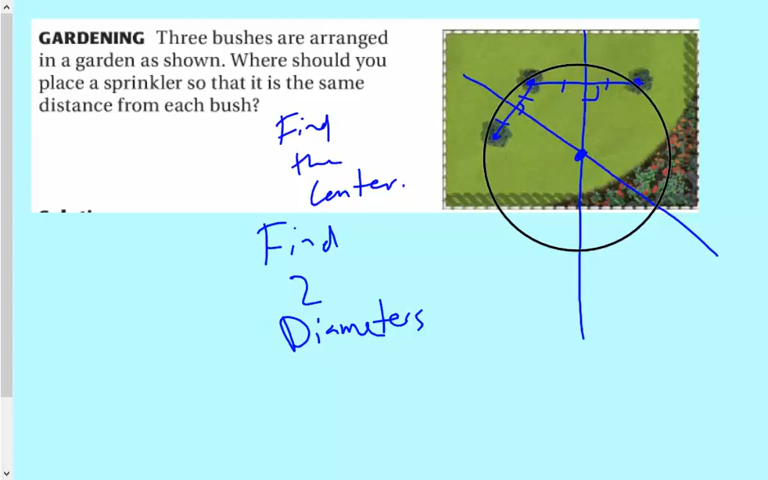 GARDENING Three bushes are arranged
in a garden as shown. Where should you
place a sprinkler so that it is the same
distance from each bush?
Find
the
Center.
Find
2
Diameters